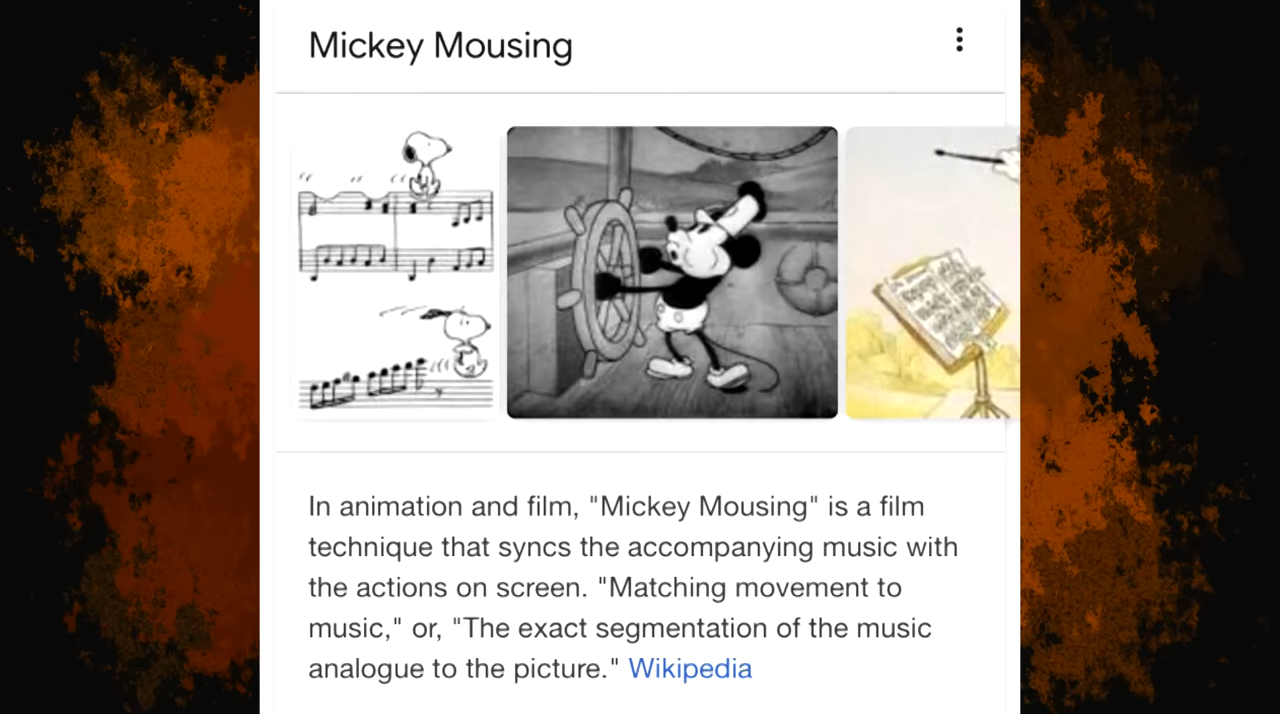 Mickey Mousing
In animation and film, "Mickey Mousing" is a film
technique that syncs the accompanying music with
the actions on screen. "Matching movement to
music," or, "The exact segmentation of the music
analogue to the picture." Wikipedia